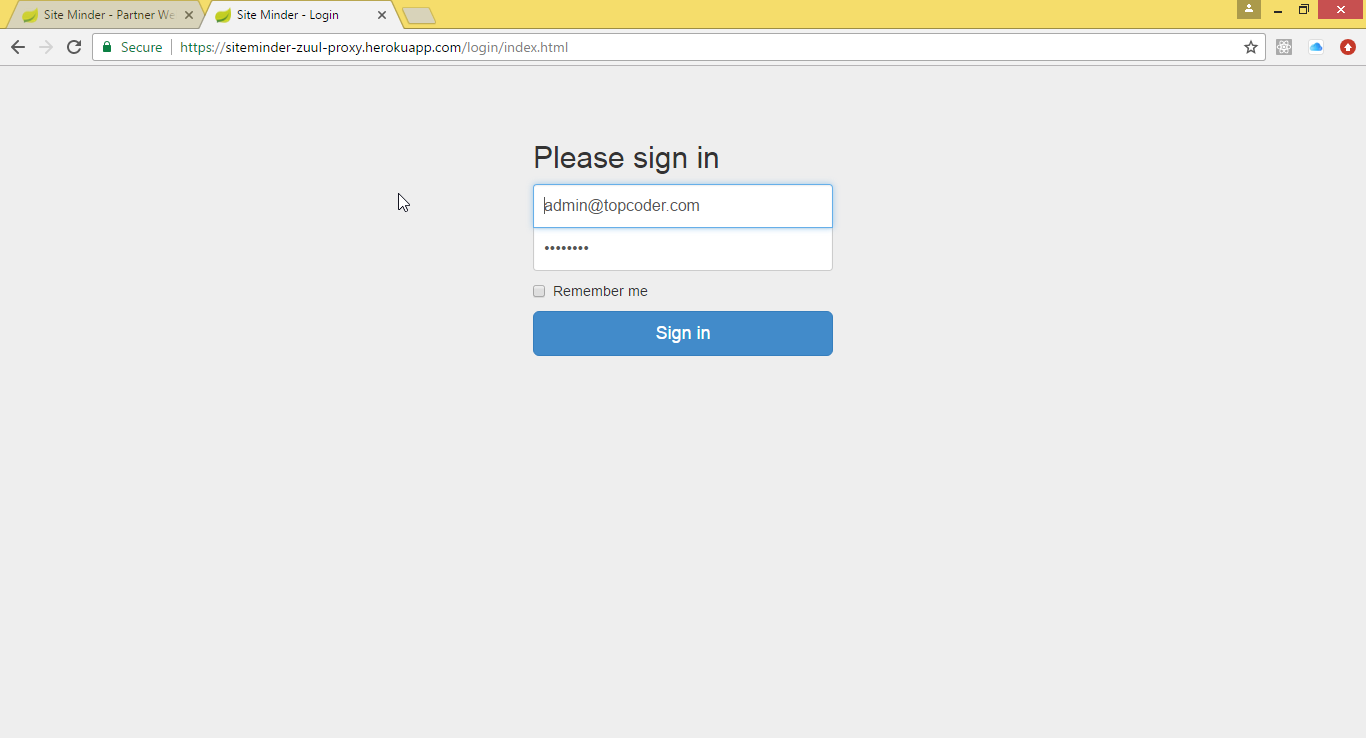 Site Minder - Partner We
Site Minder - Login
Secure
https://siteminder-zuul-proxy.herokuapp.com/login/index.html
Please sign in
admin@topcoder.com
••••••••
Remember me
Sign in